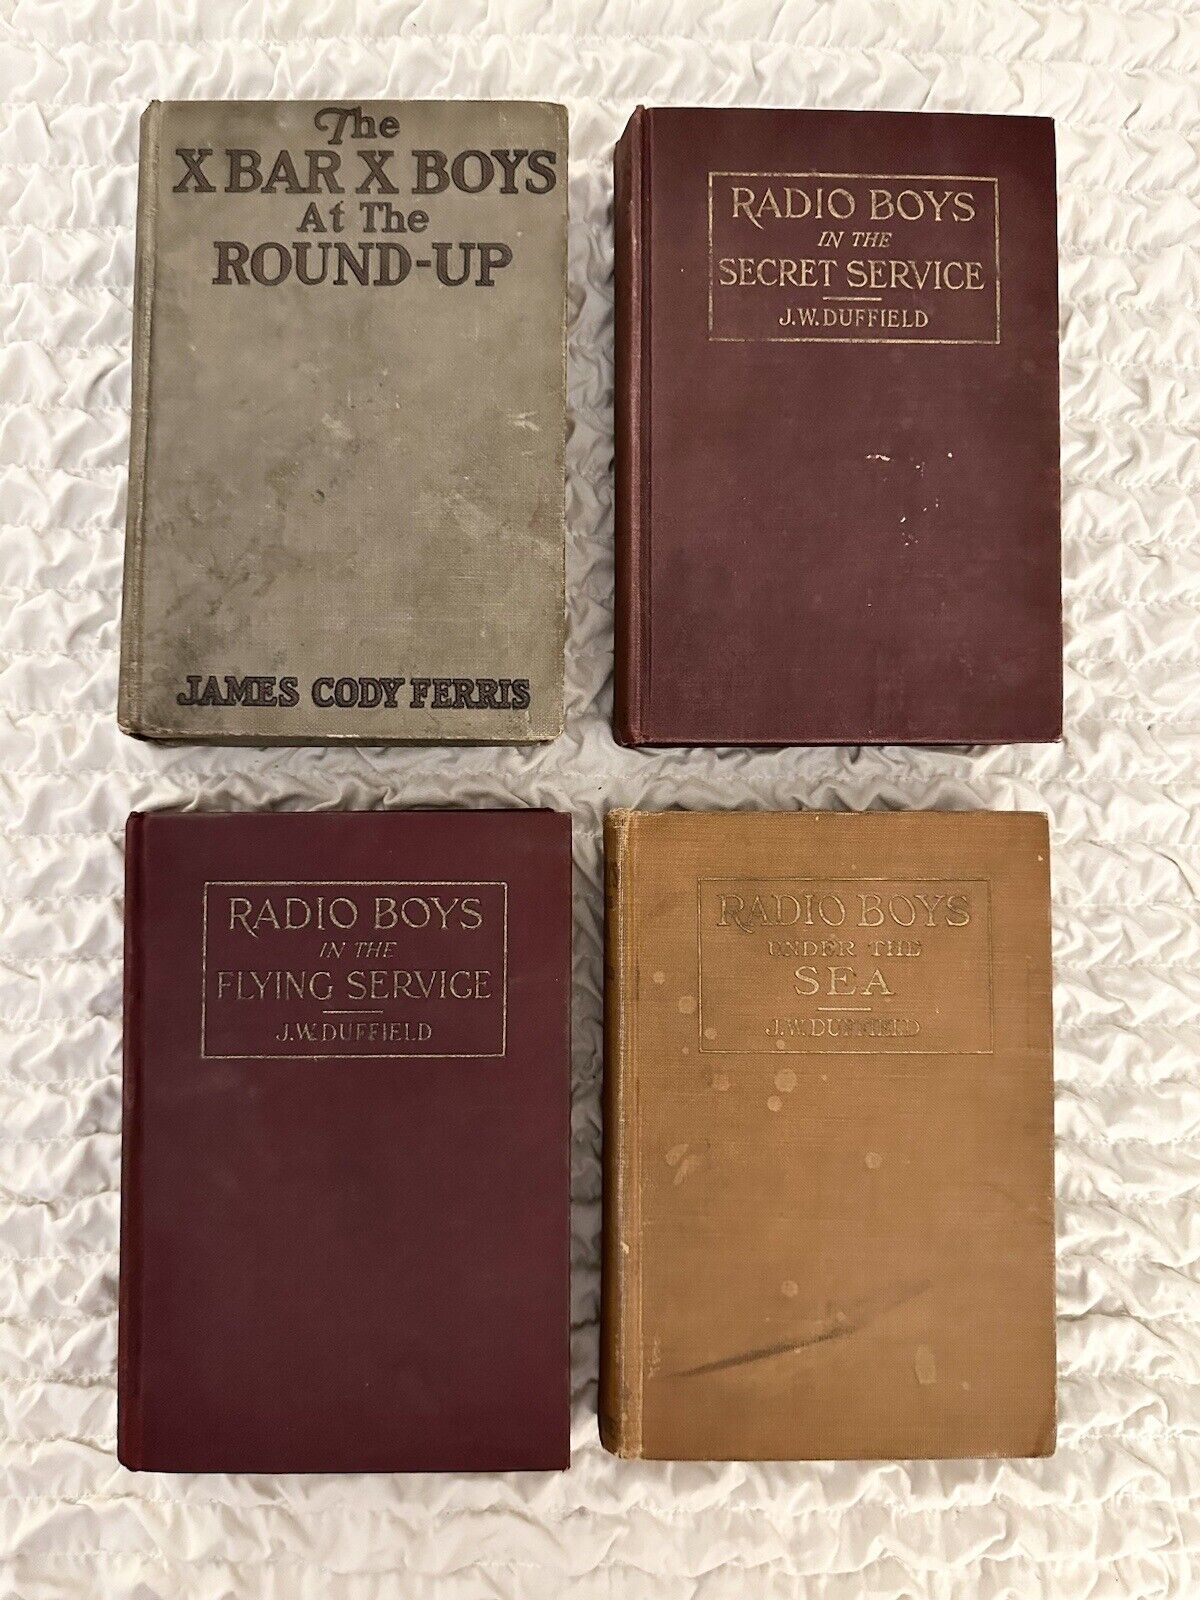 The
X BAR X BOYS
At The
ROUND-UP
JAMES CODY FERRIS
RADIO BOYS
IN THE
SECRET SERVICE
J.W. DUFFIELD
RADIO BOYS
IN THE
FLYING SERVICE
J.W. DUFFIELD
RADIO BOYS
UNDER THE
SEA
J.W. DUFFIELD